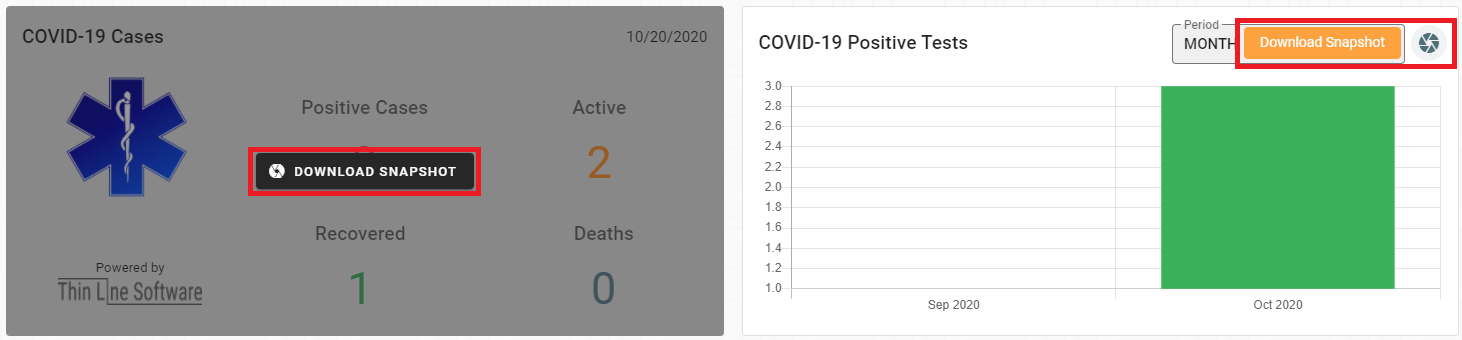 COVID-19 Cases
10/20/2020
Positive Cases
Active
DOWNLOAD SNAPSHOT
2
Recovered
Deaths
1
0
Powered by
Thin Line Software
COVID-19 Positive Tests
Period
MONTH
Download Snapshot
3.0
2.8
2.6
2.4
2.2
2.0
1.8
1.6
1.4
1.2
1.0
Sep 2020
Oct 2020